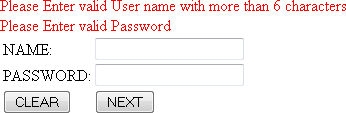 Please Enter valid User name with more than 6 characters
Please Enter valid Password
NAME:
PASSWORD:
CLEAR NEXT